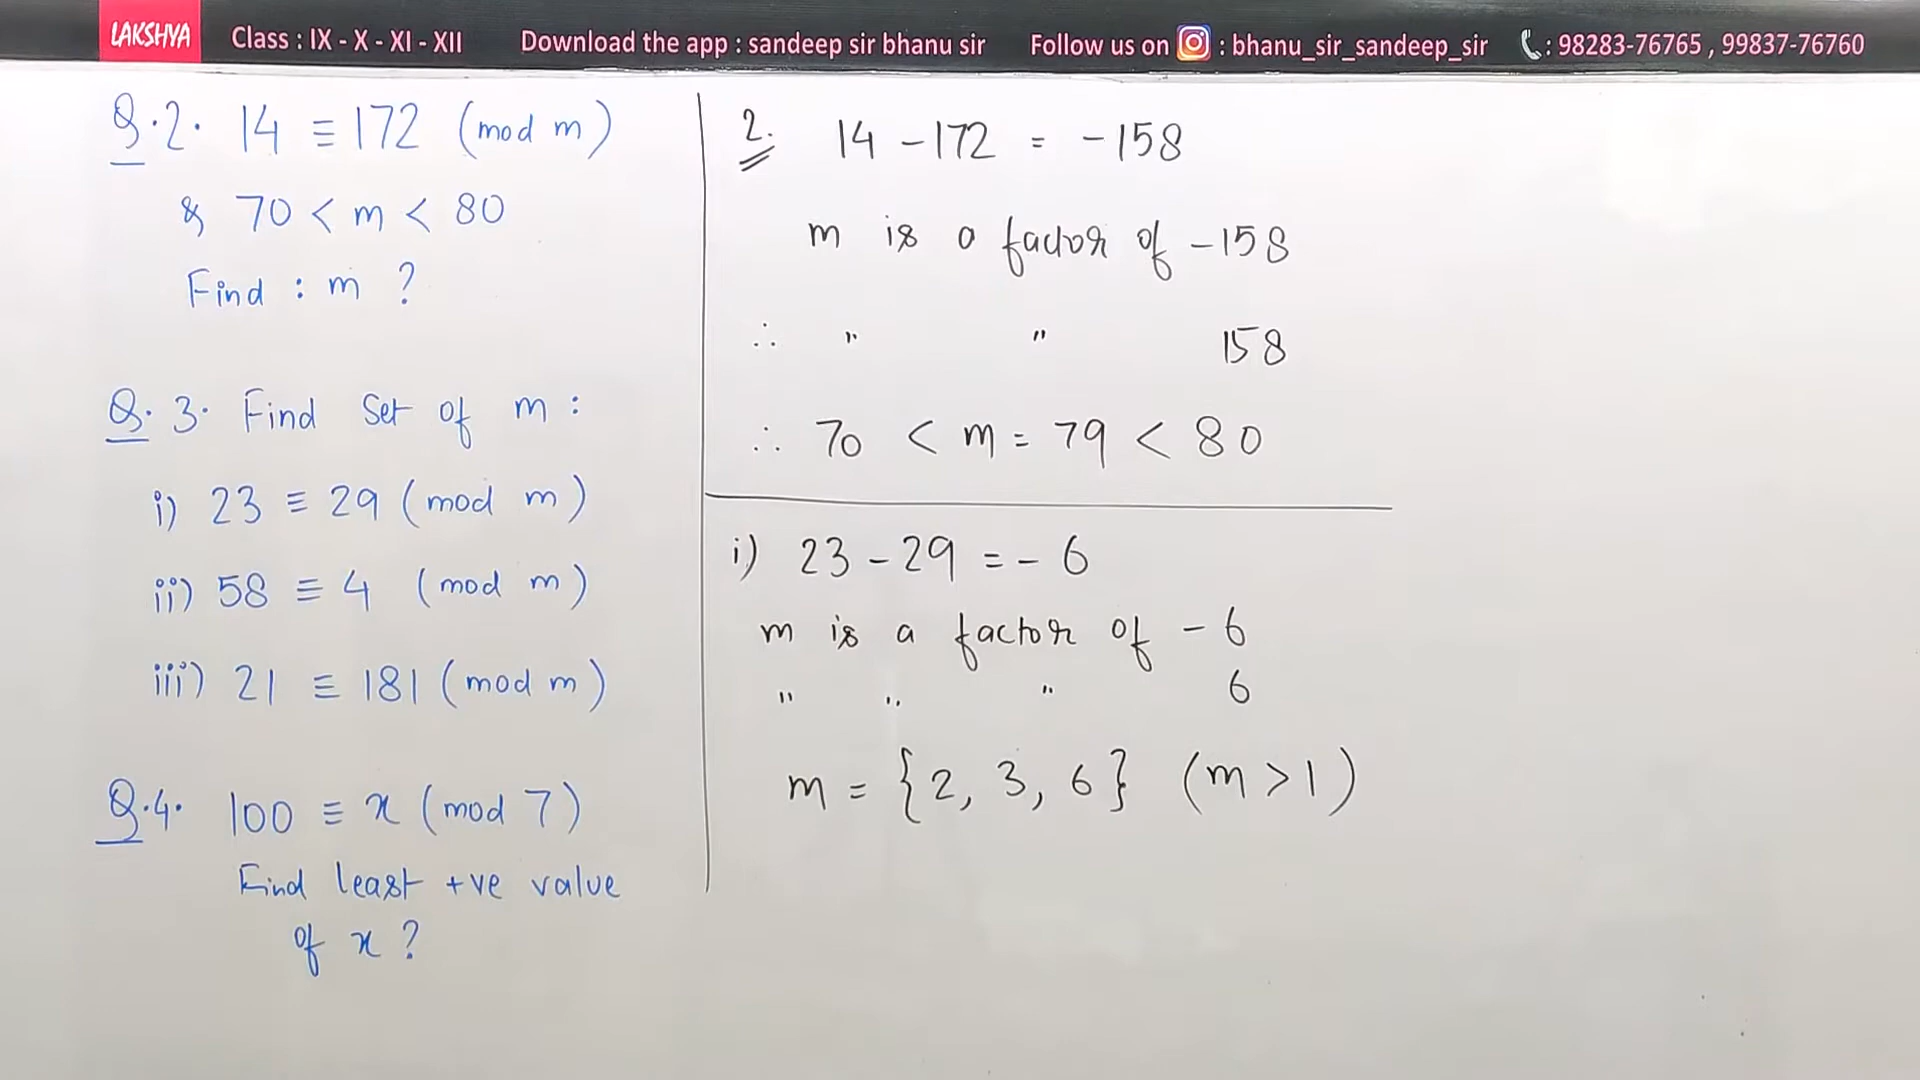 LAKSHYA Class : IX - X - XI - XII Download the app : sandeep sir bhanu sir Follow us on : bhanu_sir_sandeep_sir : 98283-76765 , 99837-76760
Q.2. 14 ≡ 172 (mod m)
& 70 < m < 80
Find : m ?
Q. 3. Find Set of m :
i) 23 ≡ 29 (mod m)
ii) 58 ≡ 4 (mod m)
iii) 21 ≡ 181 (mod m)
Q.4. 100 ≡ x (mod 7)
Find least +ve value
of x ?
2. 14 - 172 = - 158
m is a factor of - 158
∴ " " 158
∴ 70 < m = 79 < 80
i) 23 - 29 = - 6
m is a factor of - 6
" " " 6
m = {2, 3, 6} (m > 1)